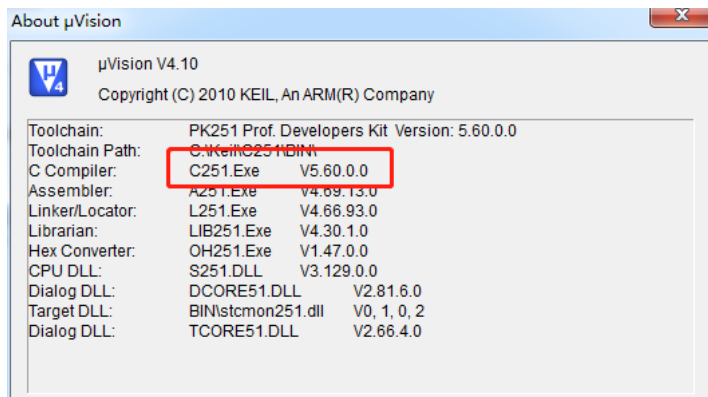 About µVision
µVision V4.10
Copyright (C) 2010 KEIL, An ARM(R) Company
Toolchain: PK251 Prof. Developers Kit Version: 5.60.0.0
Toolchain Path: C:\Keil\C251\BIN\
C Compiler: C251.Exe V5.60.0.0
Assembler: A251.Exe V4.69.13.0
Linker/Locator: L251.Exe V4.66.93.0
Librarian: LIB251.Exe V4.30.1.0
Hex Converter: OH251.Exe V1.47.0.0
CPU DLL: S251.DLL V3.129.0.0
Dialog DLL: DCORE51.DLL V2.81.6.0
Target DLL: BIN\stcmon251.dll V0, 1, 0, 2
Dialog DLL: TCORE51.DLL V2.66.4.0